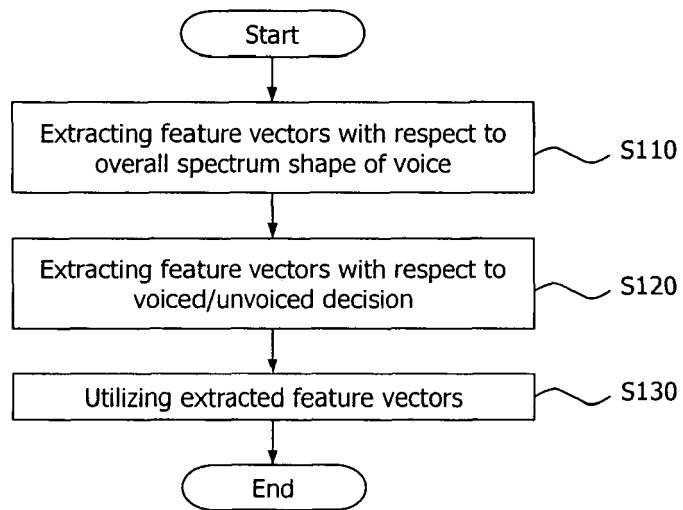 Start
Extracting feature vectors with respect to
overall spectrum shape of voice
S110
Extracting feature vectors with respect to
voiced/unvoiced decision
S120
Utilizing extracted feature vectors
S130
End